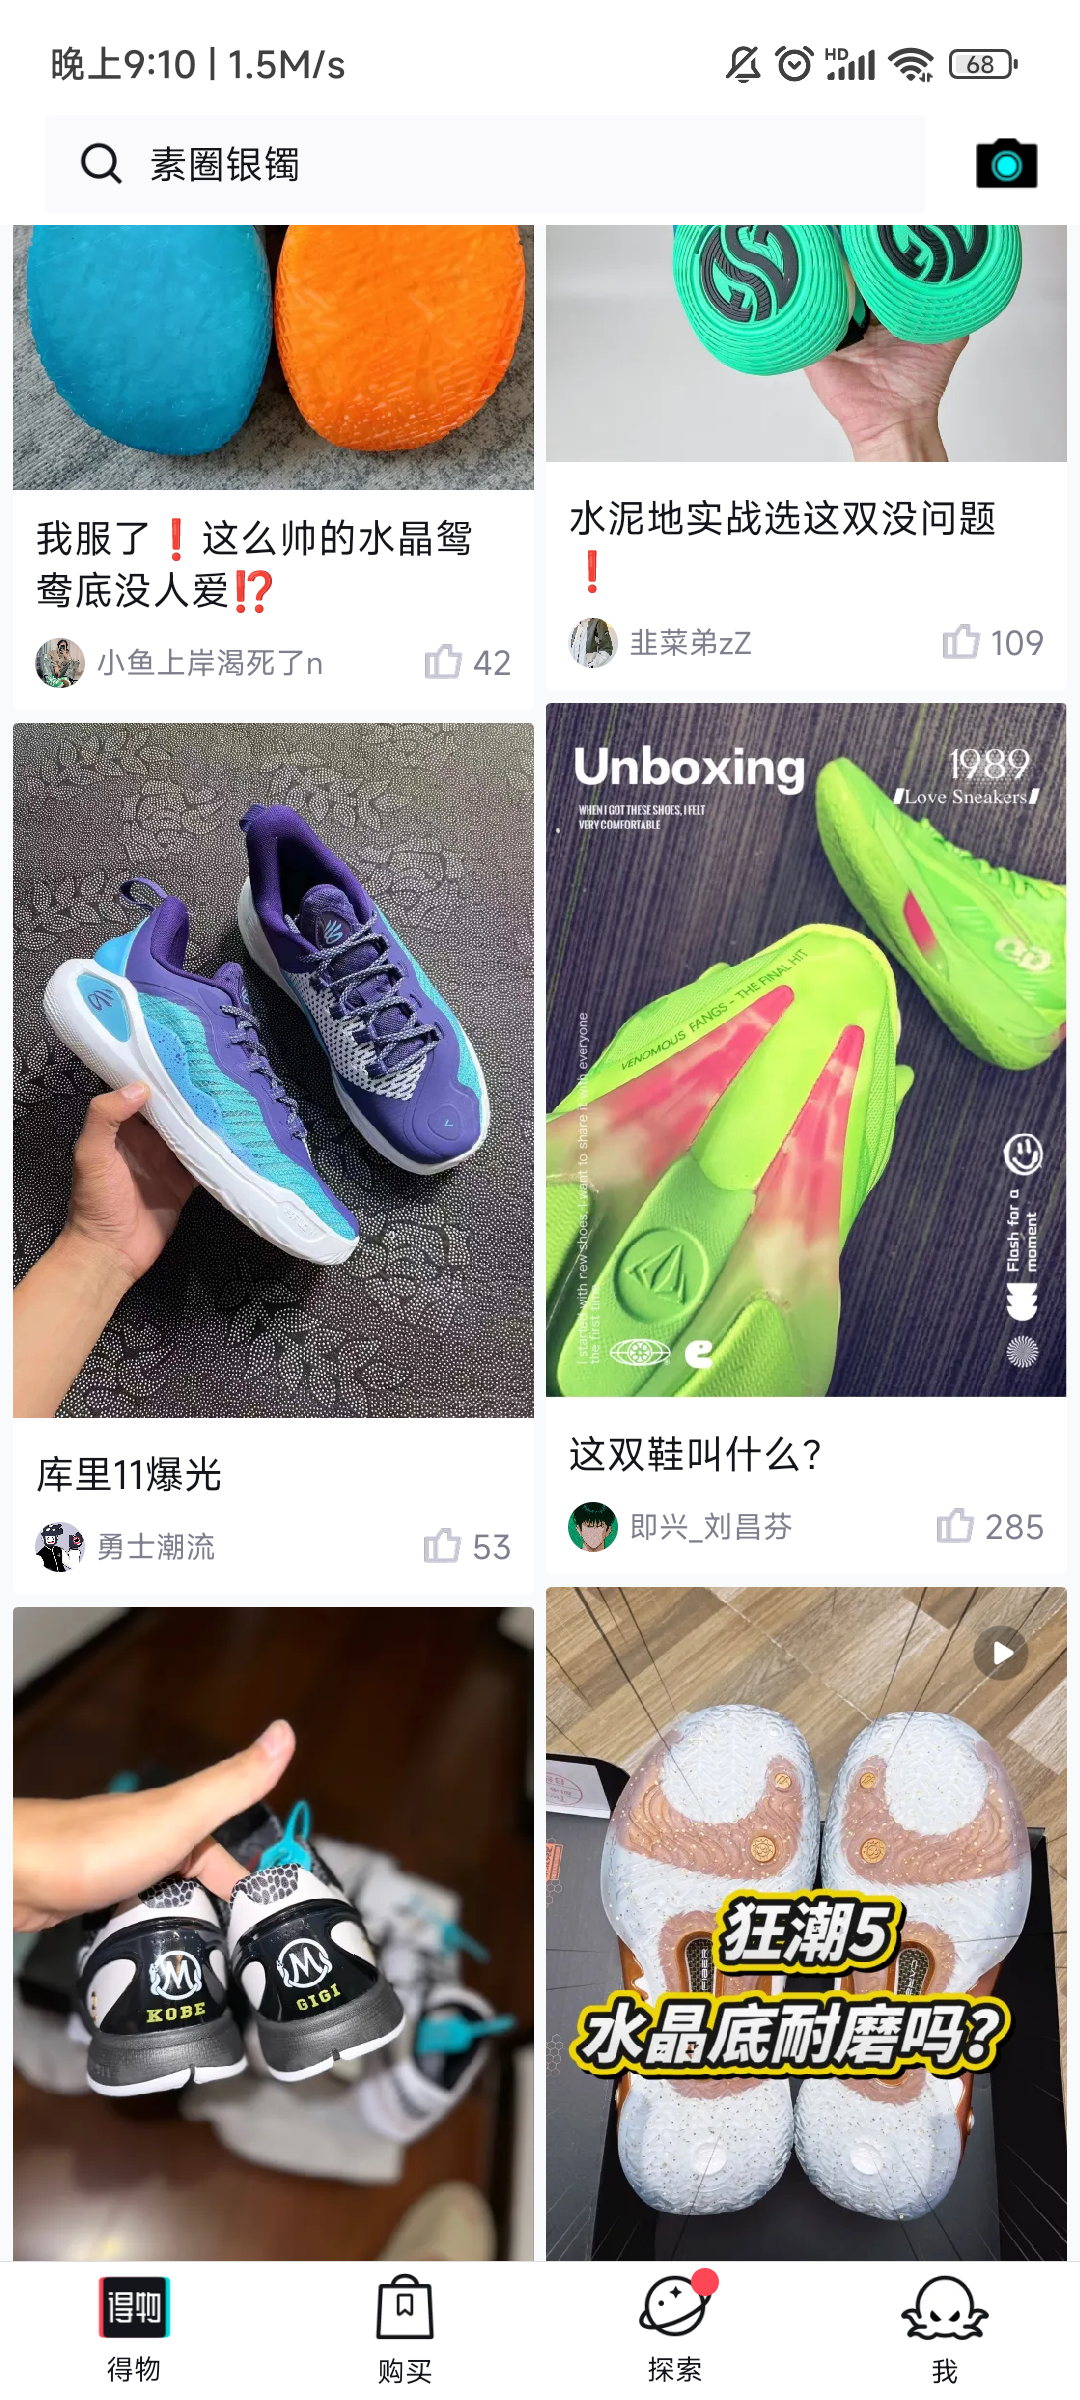 晚上9:10 | 1.5M/s
HD
68
素圈银镯
我服了❗这么帅的水晶鸳
鸯底没人爱⁉️
小鱼上岸渴死了n
42
水泥地实战选这双没问题
❗
韭菜弟zZ
109
库里11爆光
勇士潮流
53
Unboxing
WHEN I GOT THESE SHOES, I FELT
VERY COMFORTABLE
1989
Love Sneakers
VENOMOUS FANGS - THE FINAL HIT
I started with new shoes. I want to share it with everyone
the first time
Flash for a
moment
这双鞋叫什么?
即兴_刘昌芬
285
KOBE
GIGI
狂潮5
水晶底耐磨吗?
得物
得物
购买
探索
我